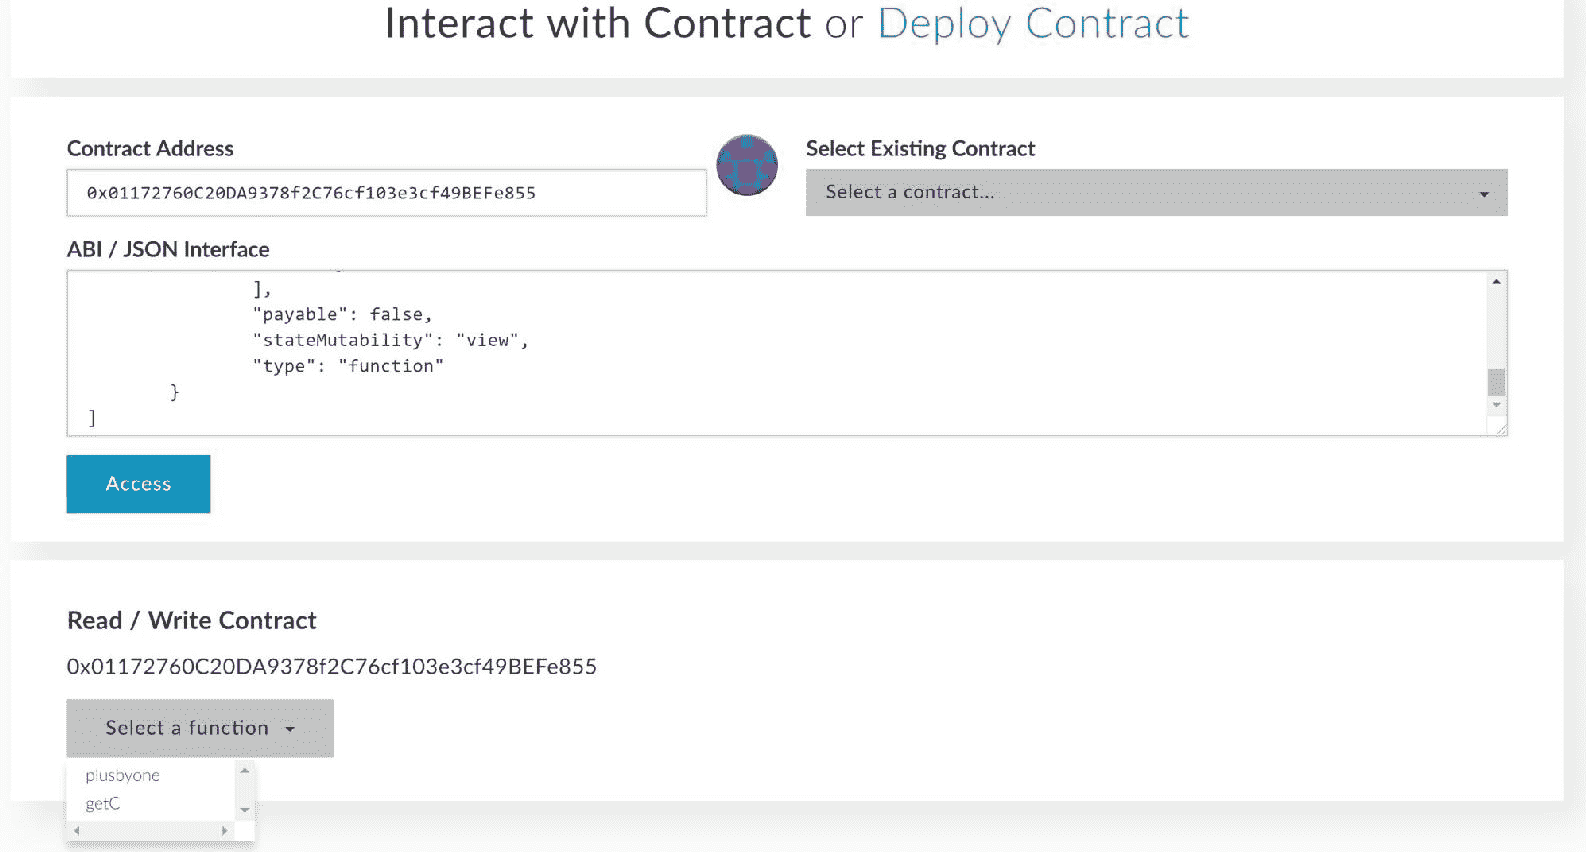 Interact with Contract or Deploy Contract
Contract Address
Select Existing Contract
0x01172760C20DA9378f2C76cf103e3cf49BEFe855
Select a contract...
ABI / JSON Interface
],
"payable": false,
"stateMutability": "view",
"type": "function"
}
]
Access
Read / Write Contract
0x01172760C20DA9378f2C76cf103e3cf49BEFe855
Select a function
plusbyone
getC